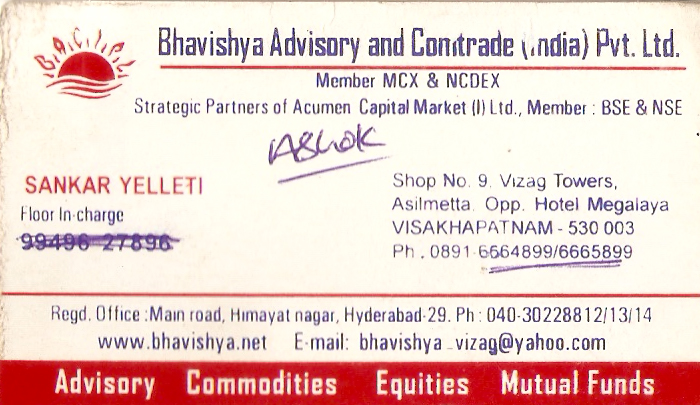 B.A.C.I.P.L
Bhavishya Advisory and Comtrade (India) Pvt. Ltd.
Member MCX & NCDEX
Strategic Partners of Acumen Capital Market (I) Ltd., Member : BSE & NSE
ASHOK
SANKAR YELLETI
Floor In-charge
99496 27896
Shop No. 9, Vizag Towers,
Asilmetta, Opp. Hotel Megalaya
VISAKHAPATNAM - 530 003
Ph . 0891-6664899/6665899
Regd. Office :Main road, Himayat nagar, Hyderabad-29. Ph : 040-30228812/13/14
www.bhavishya.net E-mail: bhavishya_vizag@yahoo.com
Advisory Commodities Equities Mutual Funds